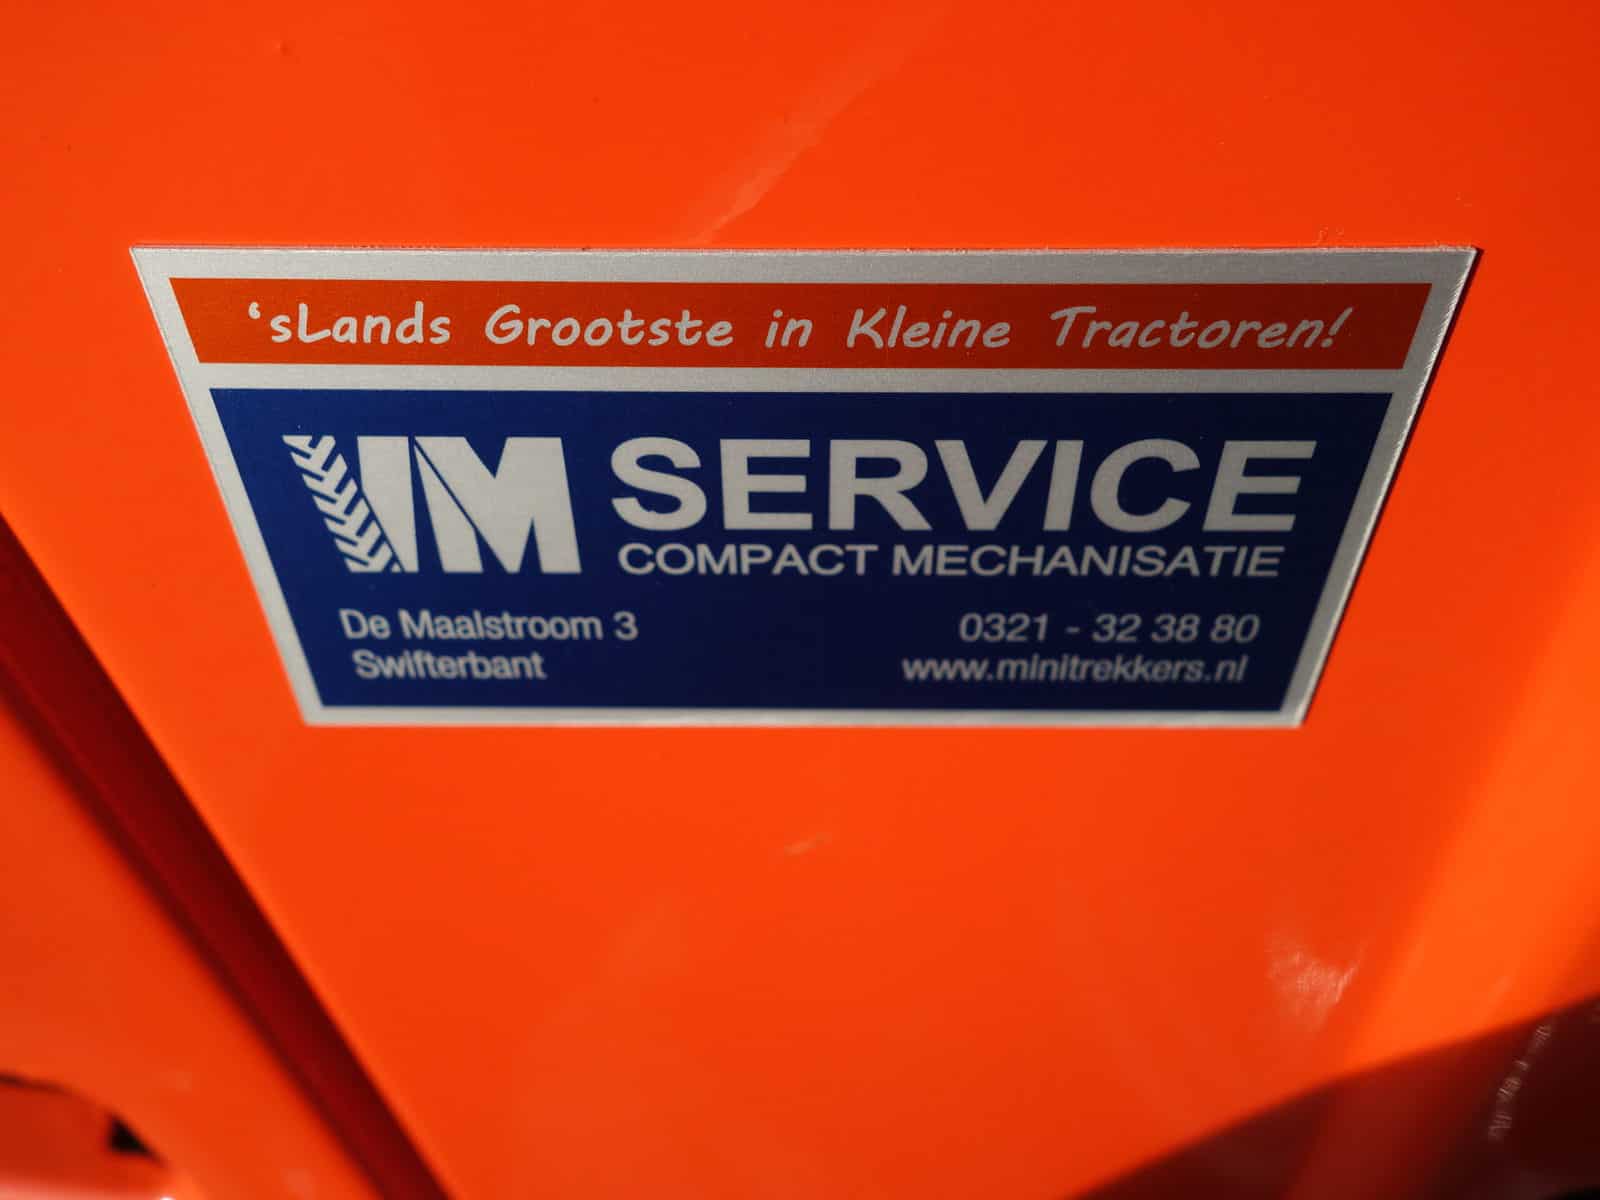 ‘sLands Grootste in Kleine Tractoren!
VM SERVICE
COMPACT MECHANISATIE
De Maalstroom 3
Swifterbant
0321 - 32 38 80
www.minitrekkers.nl